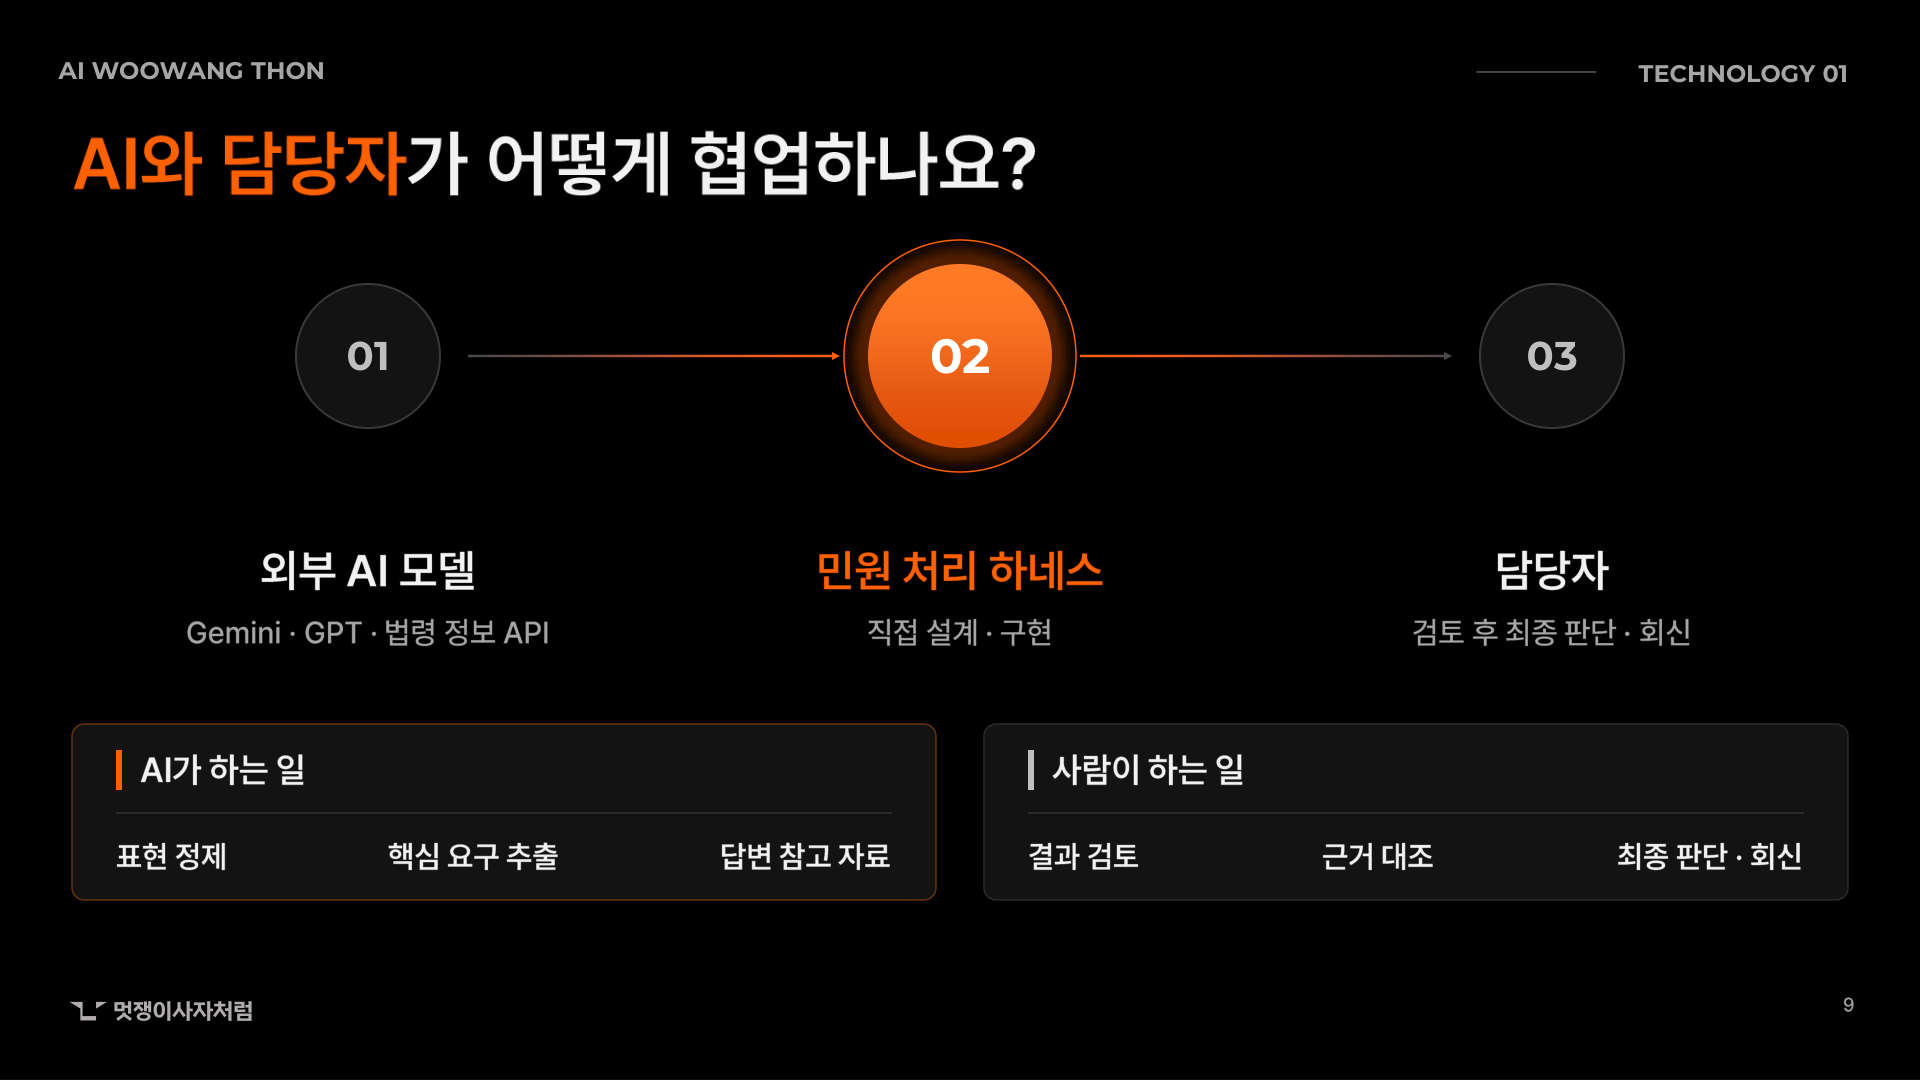 AI WOOWANG THON
TECHNOLOGY 01
AI와 담당자가 어떻게 협업하나요?
01
02
03
외부 AI 모델
Gemini · GPT · 법령 정보 API
민원 처리 하네스
직접 설계 · 구현
담당자
검토 후 최종 판단 · 회신
AI가 하는 일
표현 정제
핵심 요구 추출
답변 참고 자료
사람이 하는 일
결과 검토
근거 대조
최종 판단 · 회신
멋쟁이사자처럼
9